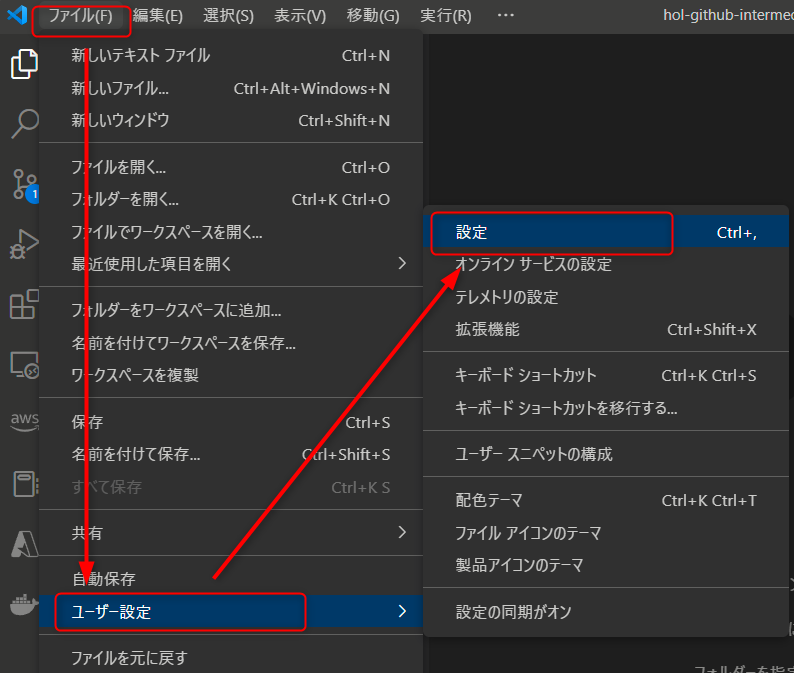 ファイル(F) 編集(E) 選択(S) 表示(V) 移動(G) 実行(R) … hol-github-intermed
新しいテキスト ファイル Ctrl+N
新しいファイル... Ctrl+Alt+Windows+N
新しいウィンドウ Ctrl+Shift+N
ファイルを開く... Ctrl+O
フォルダーを開く... Ctrl+K Ctrl+O
ファイルでワークスペースを開く...
最近使用した項目を開く
フォルダーをワークスペースに追加...
名前を付けてワークスペースを保存...
ワークスペースを複製
保存 Ctrl+S
名前を付けて保存... Ctrl+Shift+S
すべて保存 Ctrl+K S
共有
自動保存
ユーザー設定
ファイルを元に戻す
設定 Ctrl+,
オンライン サービスの設定
テレメトリの設定
拡張機能 Ctrl+Shift+X
キーボード ショートカット Ctrl+K Ctrl+S
キーボード ショートカットを移行する...
ユーザー スニペットの構成
配色テーマ Ctrl+K Ctrl+T
ファイル アイコンのテーマ
製品アイコンのテーマ
設定の同期がオン
1
aws